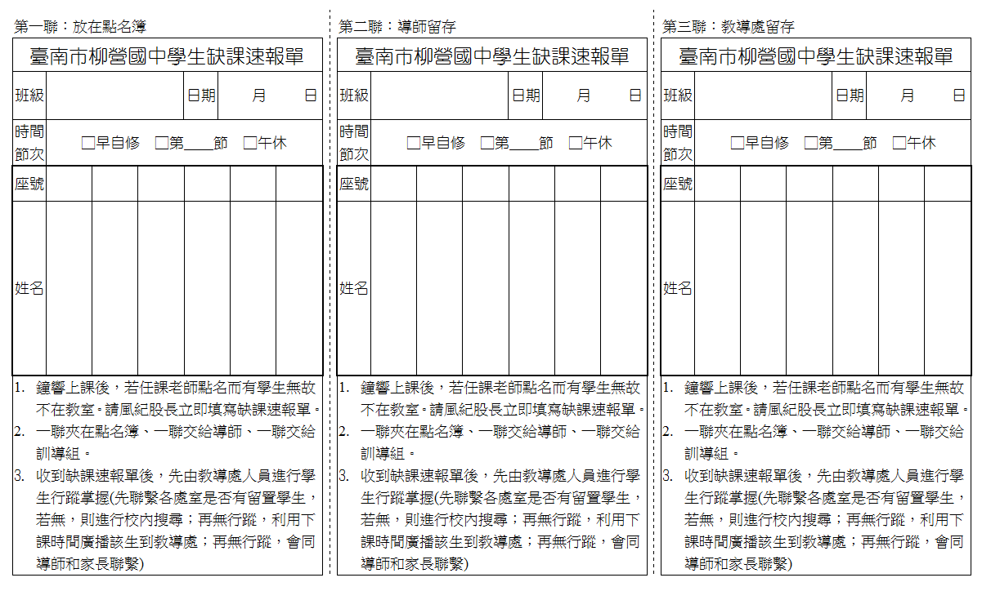 第一聯：放在點名簿
臺南市柳營國中學生缺課速報單
班級 日期 月 日
時間
節次
□早自修 □第____節 □午休
座號
姓名
1. 鐘響上課後，若任課老師點名而有學生無故
不在教室。請風紀股長立即填寫缺課速報單。
2. 一聯夾在點名簿、一聯交給導師、一聯交給
訓導組。
3. 收到缺課速報單後，先由教導處人員進行學
生行蹤掌握(先聯繫各處室是否有留置學生，
若無，則進行校內搜尋；再無行蹤，利用下
課時間廣播該生到教導處；再無行蹤，會同
導師和家長聯繫)
第二聯：導師留存
臺南市柳營國中學生缺課速報單
班級 日期 月 日
時間
節次
□早自修 □第____節 □午休
座號
姓名
1. 鐘響上課後，若任課老師點名而有學生無故
不在教室。請風紀股長立即填寫缺課速報單。
2. 一聯夾在點名簿、一聯交給導師、一聯交給
訓導組。
3. 收到缺課速報單後，先由教導處人員進行學
生行蹤掌握(先聯繫各處室是否有留置學生，
若無，則進行校內搜尋；再無行蹤，利用下
課時間廣播該生到教導處；再無行蹤，會同
導師和家長聯繫)
第三聯：教導處留存
臺南市柳營國中學生缺課速報單
班級 日期 月 日
時間
節次
□早自修 □第____節 □午休
座號
姓名
1. 鐘響上課後，若任課老師點名而有學生無故
不在教室。請風紀股長立即填寫缺課速報單。
2. 一聯夾在點名簿、一聯交給導師、一聯交給
訓導組。
3. 收到缺課速報單後，先由教導處人員進行學
生行蹤掌握(先聯繫各處室是否有留置學生，
若無，則進行校內搜尋；再無行蹤，利用下
課時間廣播該生到教導處；再無行蹤，會同
導師和家長聯繫)